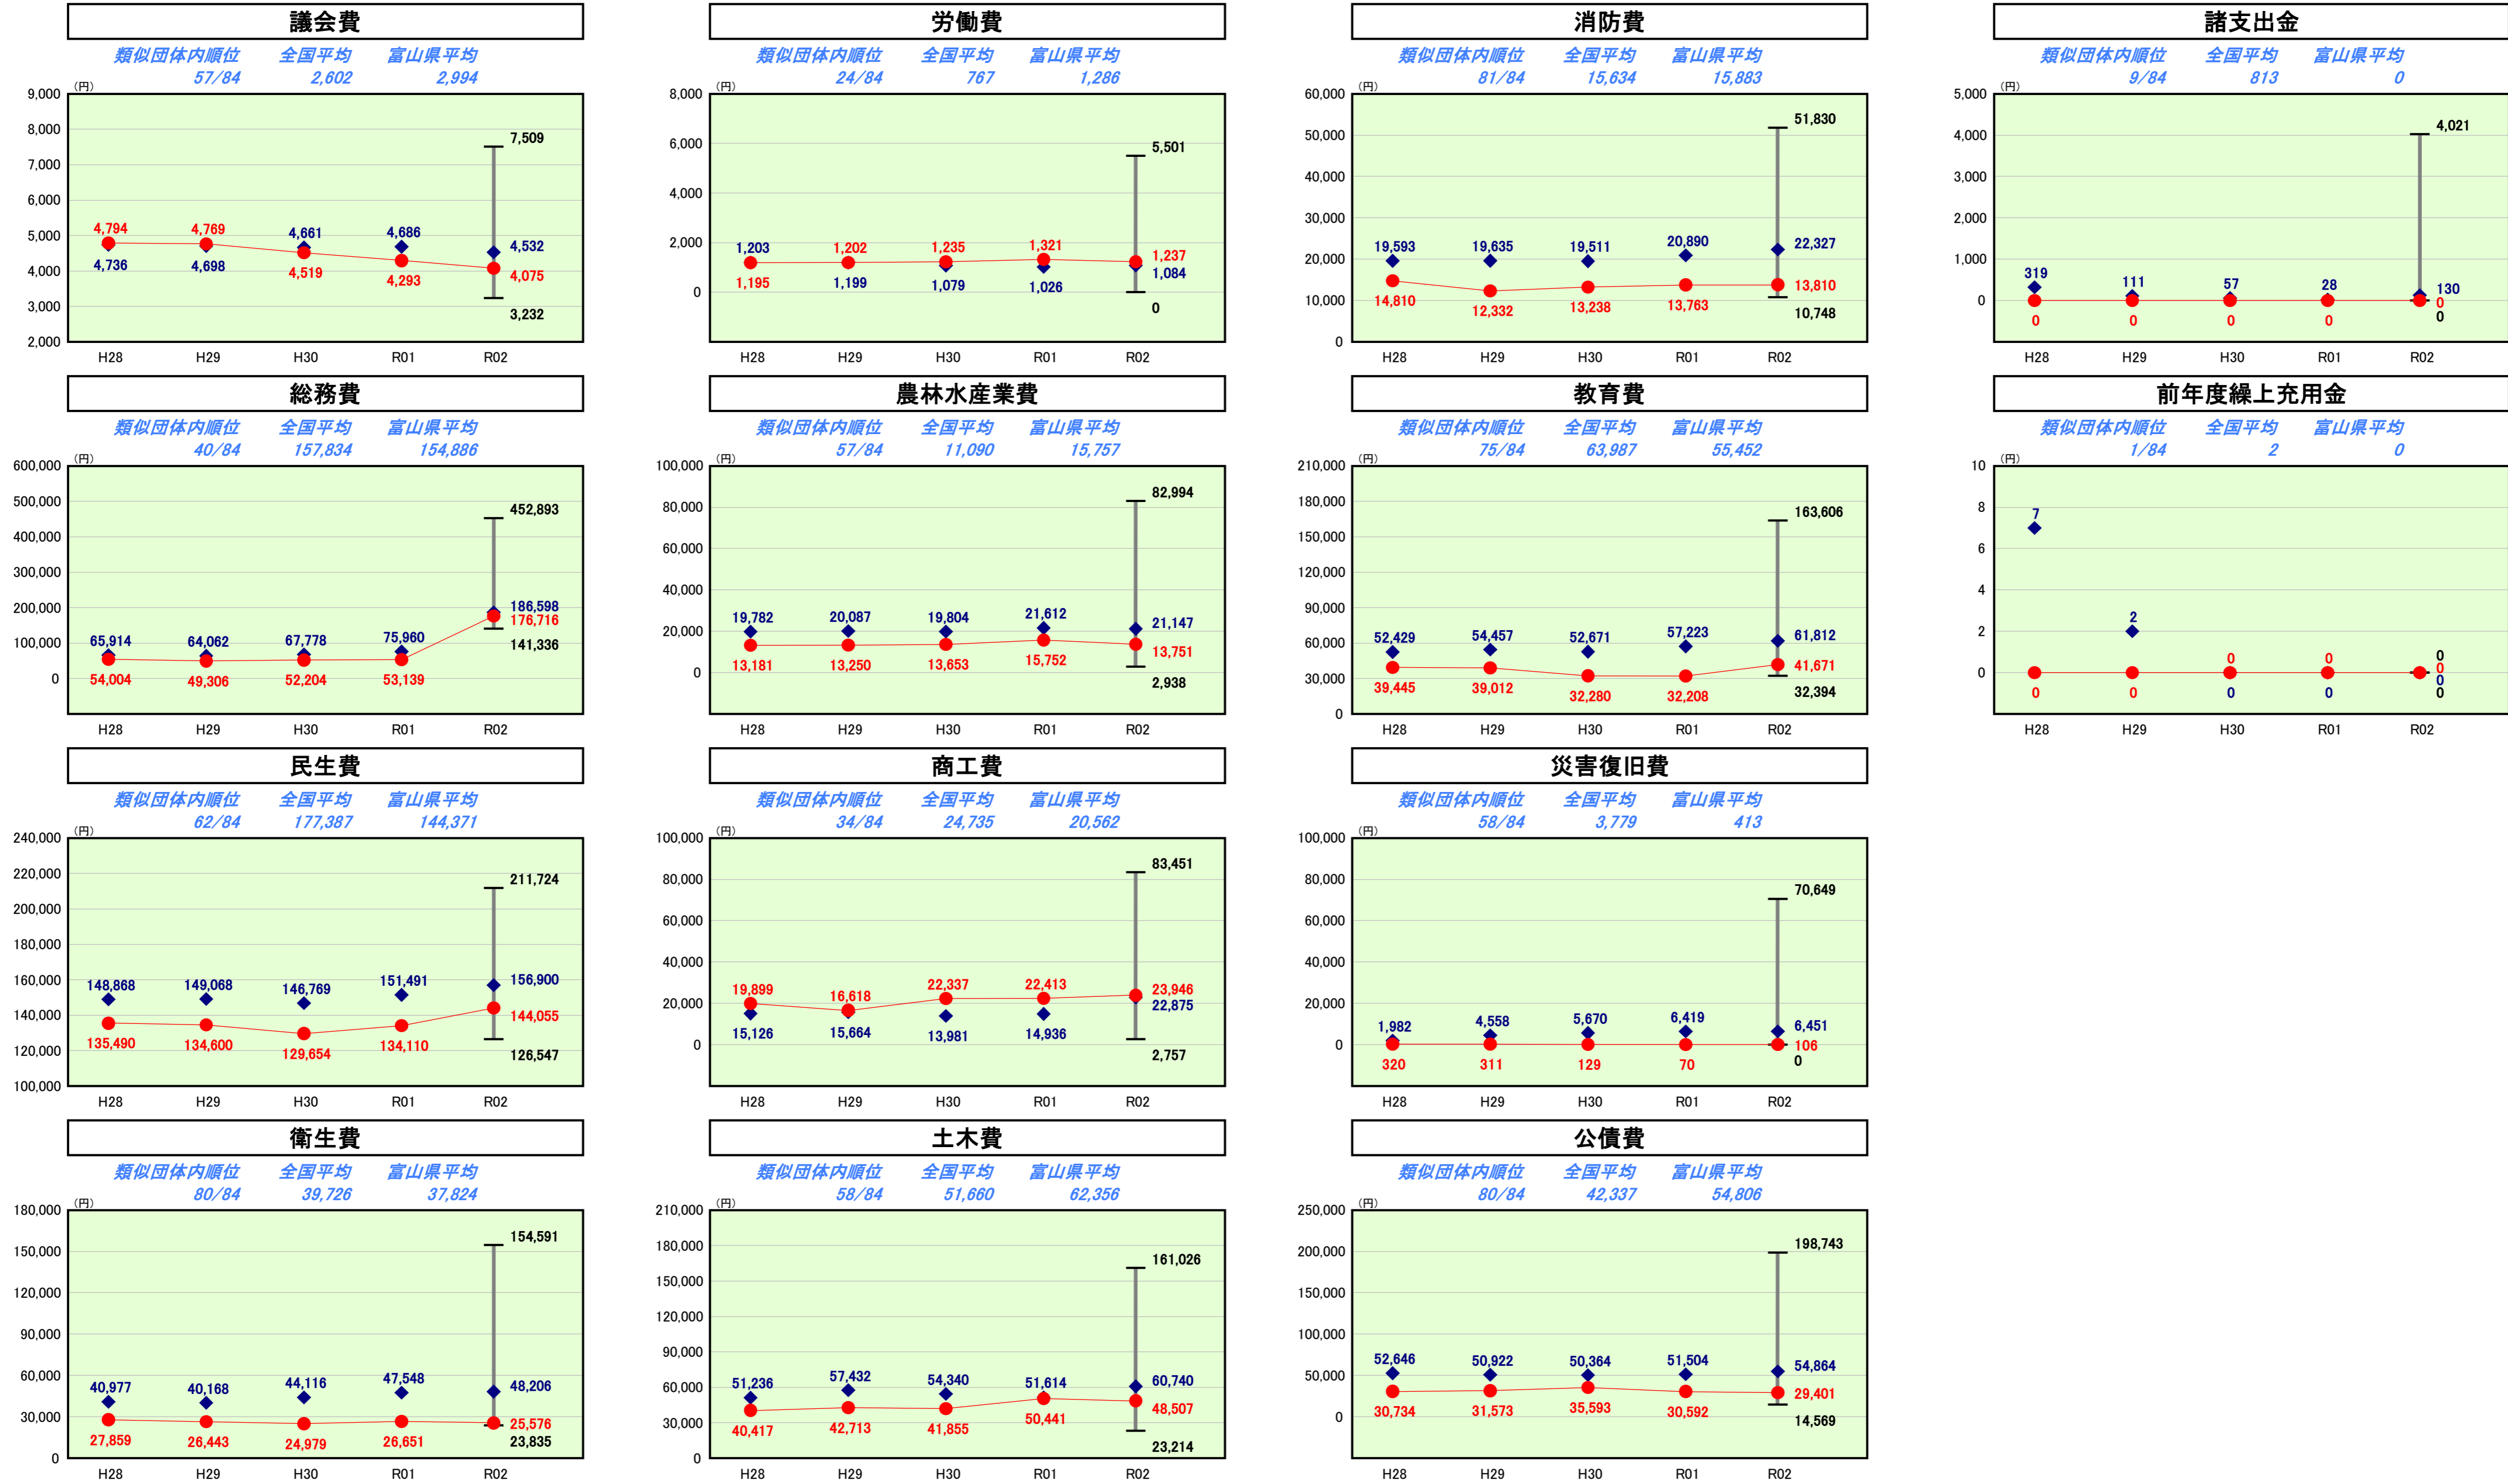 議会費
類似団体内順位 全国平均 富山県平均
57/84 2,602 2,994
(円)
9,000
8,000
7,000
6,000
5,000
4,000
3,000
2,000
7,509
4,794 4,769 4,661 4,686 4,532
4,736 4,698 4,519 4,293 4,075
3,232
H28 H29 H30 R01 R02
労働費
類似団体内順位 全国平均 富山県平均
24/84 767 1,286
(円)
8,000
6,000
4,000
2,000
0
5,501
1,203 1,202 1,235 1,321 1,237
1,195 1,199 1,079 1,026 1,084
0
H28 H29 H30 R01 R02
消防費
類似団体内順位 全国平均 富山県平均
81/84 15,634 15,883
(円)
60,000
50,000
40,000
30,000
20,000
10,000
0
51,830
19,593 19,635 19,511 20,890 22,327
14,810 12,332 13,238 13,763 13,810
10,748
H28 H29 H30 R01 R02
諸支出金
類似団体内順位 全国平均 富山県平均
9/84 813 0
(円)
5,000
4,000
3,000
2,000
1,000
0
4,021
319 111 57 28 130
0 0 0 0 0
0
H28 H29 H30 R01 R02
総務費
類似団体内順位 全国平均 富山県平均
40/84 157,834 154,886
(円)
600,000
500,000
400,000
300,000
200,000
100,000
0
452,893
65,914 64,062 67,778 75,960 186,598
54,004 49,306 52,204 53,139 176,716
141,336
H28 H29 H30 R01 R02
農林水産業費
類似団体内順位 全国平均 富山県平均
57/84 11,090 15,757
(円)
100,000
80,000
60,000
40,000
20,000
0
82,994
19,782 20,087 19,804 21,612 21,147
13,181 13,250 13,653 15,752 13,751
2,938
H28 H29 H30 R01 R02
教育費
類似団体内順位 全国平均 富山県平均
75/84 63,987 55,452
(円)
210,000
180,000
150,000
120,000
90,000
60,000
30,000
0
163,606
52,429 54,457 52,671 57,223 61,812
39,445 39,012 32,280 32,208 41,671
32,394
H28 H29 H30 R01 R02
前年度繰上充用金
類似団体内順位 全国平均 富山県平均
1/84 2 0
(円)
10
8
6
4
2
0
7 2 0 0 0
0
0 0 0 0 0
0
H28 H29 H30 R01 R02
民生費
類似団体内順位 全国平均 富山県平均
62/84 177,387 144,371
(円)
240,000
220,000
200,000
180,000
160,000
140,000
120,000
100,000
211,724
148,868 149,068 146,769 151,491 156,900
135,490 134,600 129,654 134,110 144,055
126,547
H28 H29 H30 R01 R02
商工費
類似団体内順位 全国平均 富山県平均
34/84 24,735 20,562
(円)
100,000
80,000
60,000
40,000
20,000
0
83,451
19,899 16,618 22,337 22,413 23,946
15,126 15,664 13,981 14,936 22,875
2,757
H28 H29 H30 R01 R02
災害復旧費
類似団体内順位 全国平均 富山県平均
58/84 3,779 413
(円)
100,000
80,000
60,000
40,000
20,000
0
70,649
1,982 4,558 5,670 6,419 6,451
320 311 129 70 106
0
H28 H29 H30 R01 R02
衛生費
類似団体内順位 全国平均 富山県平均
80/84 39,726 37,824
(円)
180,000
150,000
120,000
90,000
60,000
30,000
0
154,591
40,977 40,168 44,116 47,548 48,206
27,859 26,443 24,979 26,651 25,576
23,835
H28 H29 H30 R01 R02
土木費
類似団体内順位 全国平均 富山県平均
58/84 51,660 62,356
(円)
210,000
180,000
150,000
120,000
90,000
60,000
30,000
0
161,026
51,236 57,432 54,340 51,614 60,740
40,417 42,713 41,855 50,441 48,507
23,214
H28 H29 H30 R01 R02
公債費
類似団体内順位 全国平均 富山県平均
80/84 42,337 54,806
(円)
250,000
200,000
150,000
100,000
50,000
0
198,743
52,646 50,922 50,364 51,504 54,864
30,734 31,573 35,593 30,592 29,401
14,569
H28 H29 H30 R01 R02